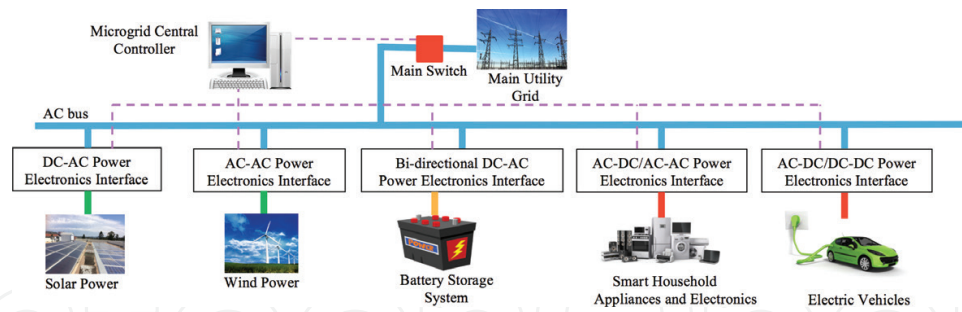 Microgrid Central
Controller
Main Switch
Main Utility
Grid
AC bus
DC-AC Power
Electronics Interface
AC-AC Power
Electronics Interface
Bi-directional DC-AC
Power Electronics Interface
AC-DC/AC-AC Power
Electronics Interface
AC-DC/DC-DC Power
Electronics Interface
Solar Power
Wind Power
Battery Storage
System
Smart Household
Appliances and Electronics
Electric Vehicles